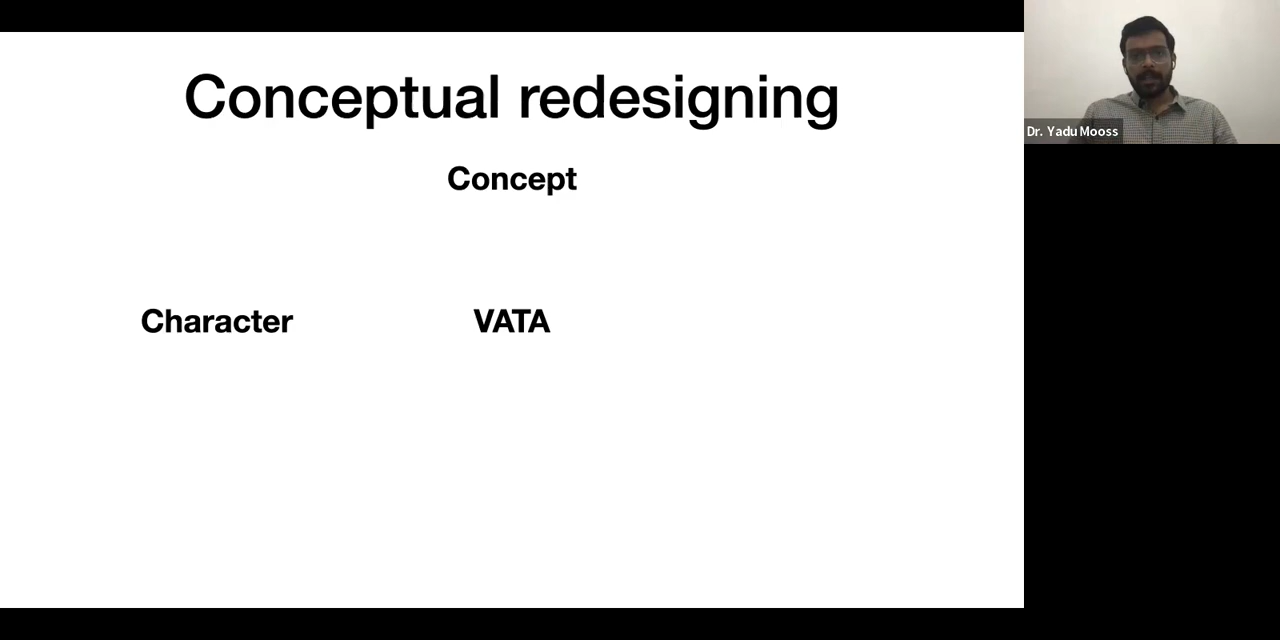 Conceptual redesigning
Concept
Character VATA
Dr. Yadu Mooss